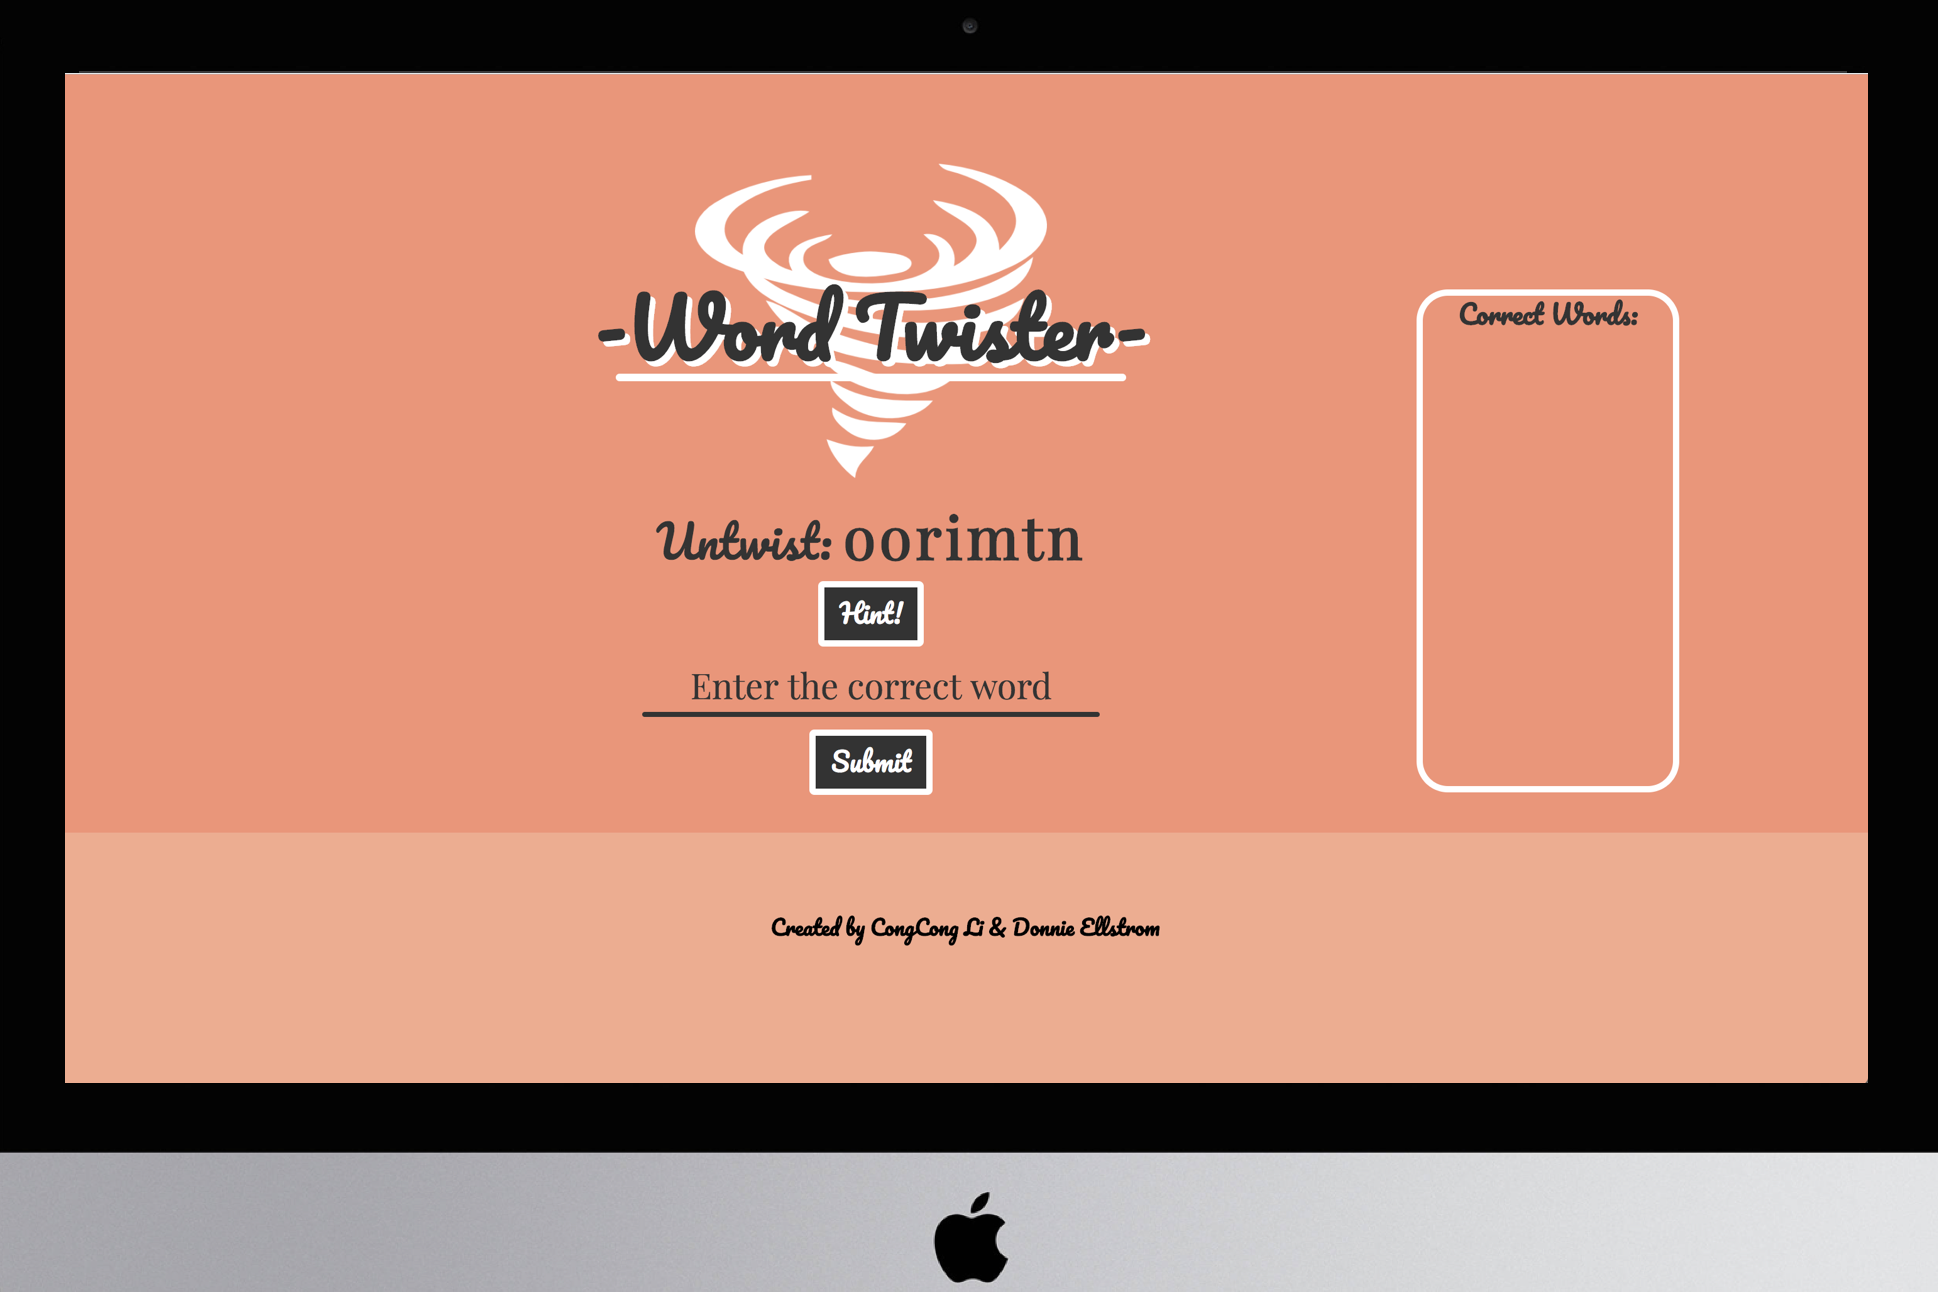 -Word Twister-
Correct Words:
Untwist: oorimtn
Hint!
Enter the correct word
Submit
Created by CongCong Li & Donnie Ellstrom